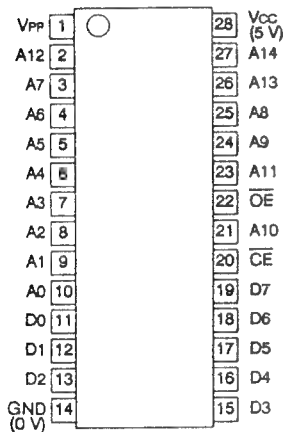 VPP 1 28 VCC (5 V)
A12 2 27 A14
A7 3 26 A13
A6 4 25 A8
A5 5 24 A9
A4 6 23 A11
A3 7 22 OE
A2 8 21 A10
A1 9 20 CE
A0 10 19 D7
D0 11 18 D6
D1 12 17 D5
D2 13 16 D4
GND (0 V) 14 15 D3